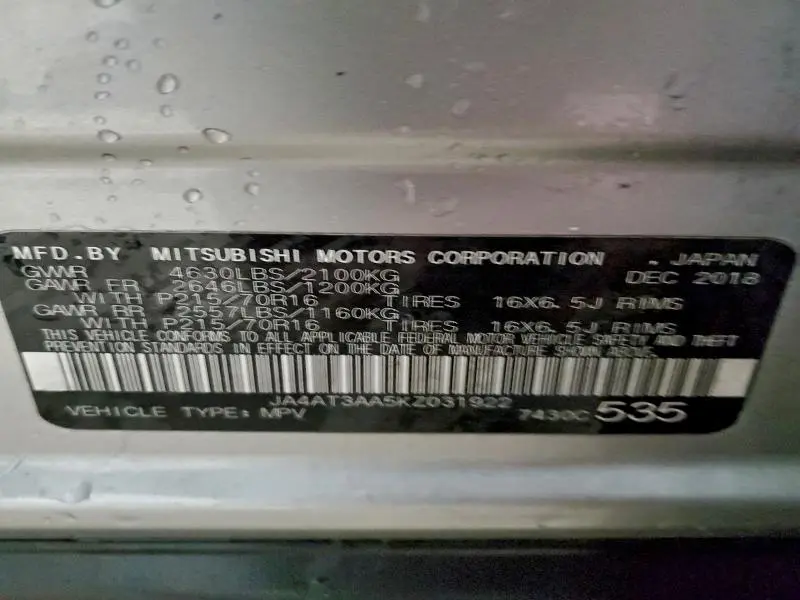 MFD.BY MITSUBISHI MOTORS CORPORATION . JAPAN
GVWR 4630LBS/2100KG DEC 2018
GAWR FR 2646LBS/1200KG
WITH P215/70R16 TIRES 16X6.5J RIMS
GAWR RR 2557LBS/1160KG
WITH P215/70R16 TIRES 16X6.5J RIMS
THIS VEHICLE CONFORMS TO ALL APPLICABLE FEDERAL MOTOR VEHICLE SAFETY AND THEFT
PREVENTION STANDARDS IN EFFECT ON THE DATE OF MANUFACTURE SHOWN ABOVE.
JA4AT3AA5KZ031922
VEHICLE TYPE: MPV 7430C 535